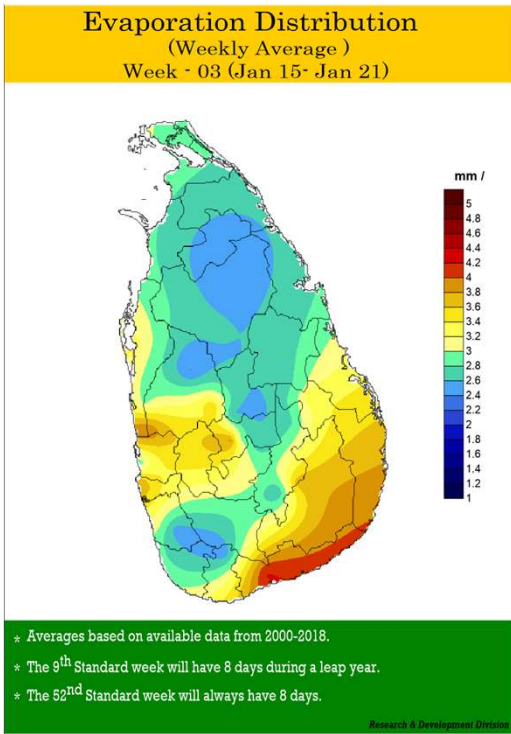 Evaporation Distribution
(Weekly Average )
Week - 03 (Jan 15- Jan 21)
mm /
5
4.8
4.6
4.4
4.2
4
3.8
3.6
3.4
3.2
3
2.8
2.6
2.4
2.2
2
1.8
1.6
1.4
1.2
1
* Averages based on available data from 2000-2018.
* The 9th Standard week will have 8 days during a leap year.
* The 52nd Standard week will always have 8 days.
Research & Development Division